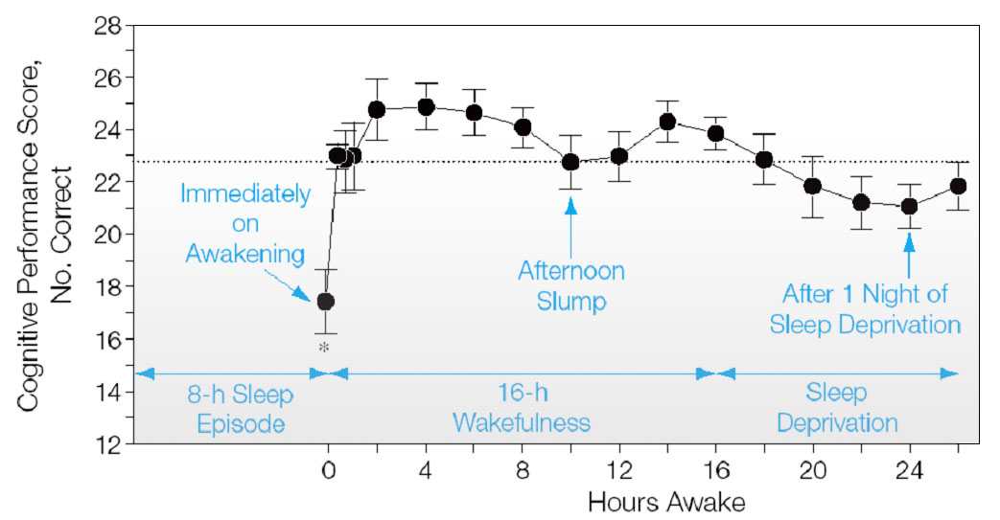 Cognitive Performance Score,
No. Correct
28
26
24
22
20
18
16
14
12
Immediately
on
Awakening
*
Afternoon
Slump
After 1 Night of
Sleep Deprivation
8-h Sleep
Episode
16-h
Wakefulness
Sleep
Deprivation
0 4 8 12 16 20 24
Hours Awake